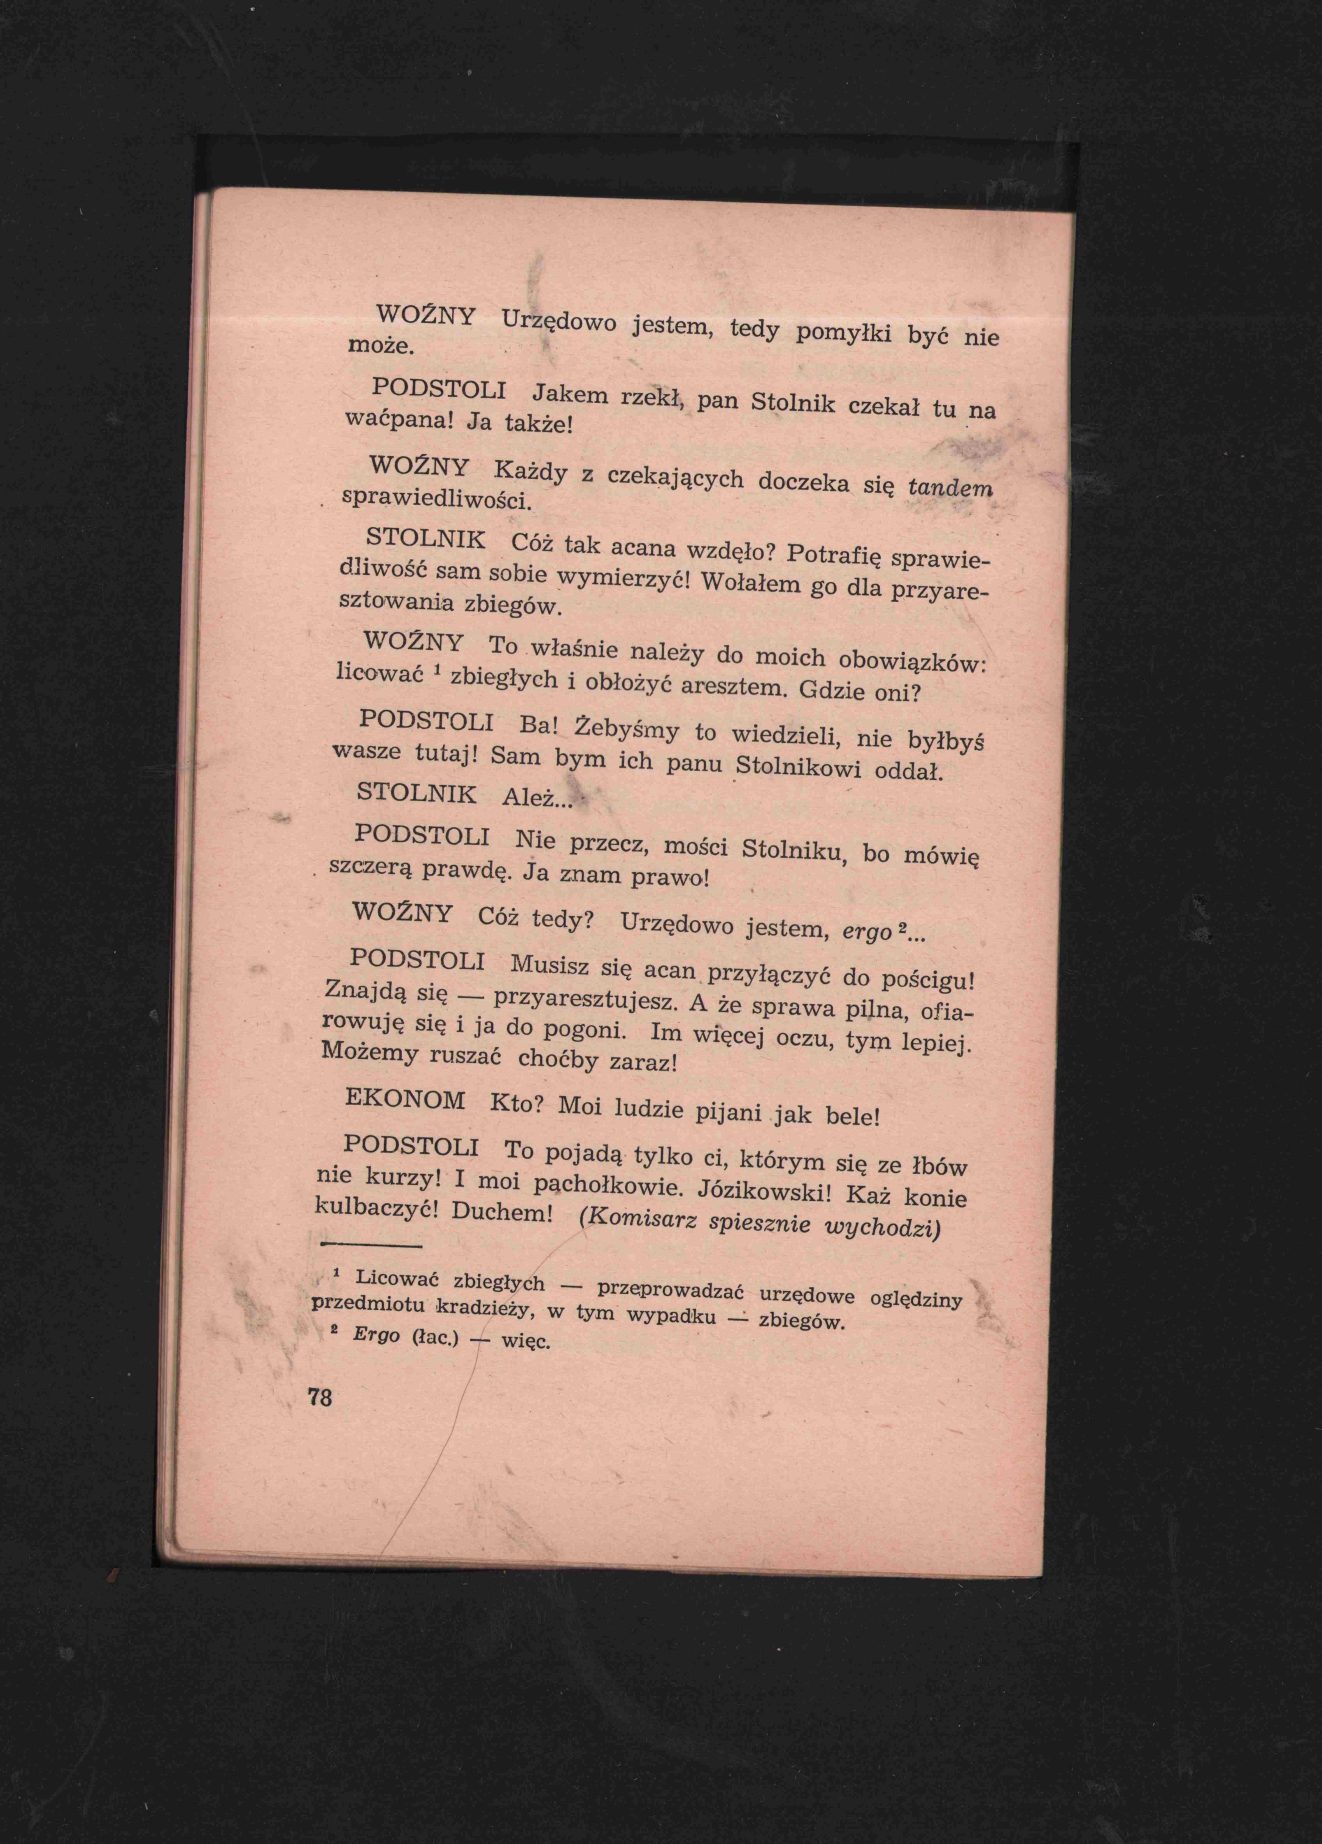 WOŹNY Urzędowo jestem, tedy pomyłki być nie
może.
PODSTOLI Jakem rzekł, pan Stolnik czekał tu na
waćpana! Ja także!
WOŹNY Każdy z czekających doczeka się tandem
sprawiedliwości.
STOLNIK Cóż tak acana wzdęło? Potrafię sprawie-
dliwość sam sobie wymierzyć! Wołałem go dla przyare-
sztowania zbiegów.
WOŹNY To właśnie należy do moich obowiązków:
licować ¹ zbiegłych i obłożyć aresztem. Gdzie oni?
PODSTOLI Ba! Żebyśmy to wiedzieli, nie byłbyś
wasze tutaj! Sam bym ich panu Stolnikowi oddał.
STOLNIK Ależ...
PODSTOLI Nie przecz, mości Stolniku, bo mówię
szczerą prawdę. Ja znam prawo!
WOŹNY Cóż tedy? Urzędowo jestem, ergo ²...
PODSTOLI Musisz się acan przyłączyć do pościgu!
Znajdą się — przyaresztujesz. A że sprawa pilna, ofia-
rowuję się i ja do pogoni. Im więcej oczu, tym lepiej.
Możemy ruszać choćby zaraz!
EKONOM Kto? Moi ludzie pijani jak bele!
PODSTOLI To pojadą tylko ci, którym się ze łbów
nie kurzy! I moi pachołkowie. Józikowski! Każ konie
kulbaczyć! Duchem! (Komisarz spiesznie wychodzi)
¹ Licować zbiegłych — przeprowadzać urzędowe oględziny
przedmiotu kradzieży, w tym wypadku — zbiegów.
² Ergo (łac.) — więc.
78